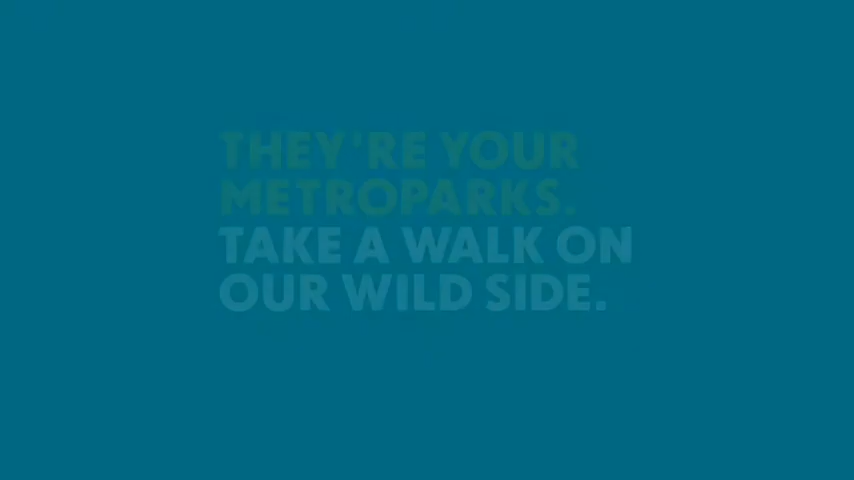 THEY'RE YOUR
METROPARKS.
TAKE A WALK ON
OUR WILD SIDE.